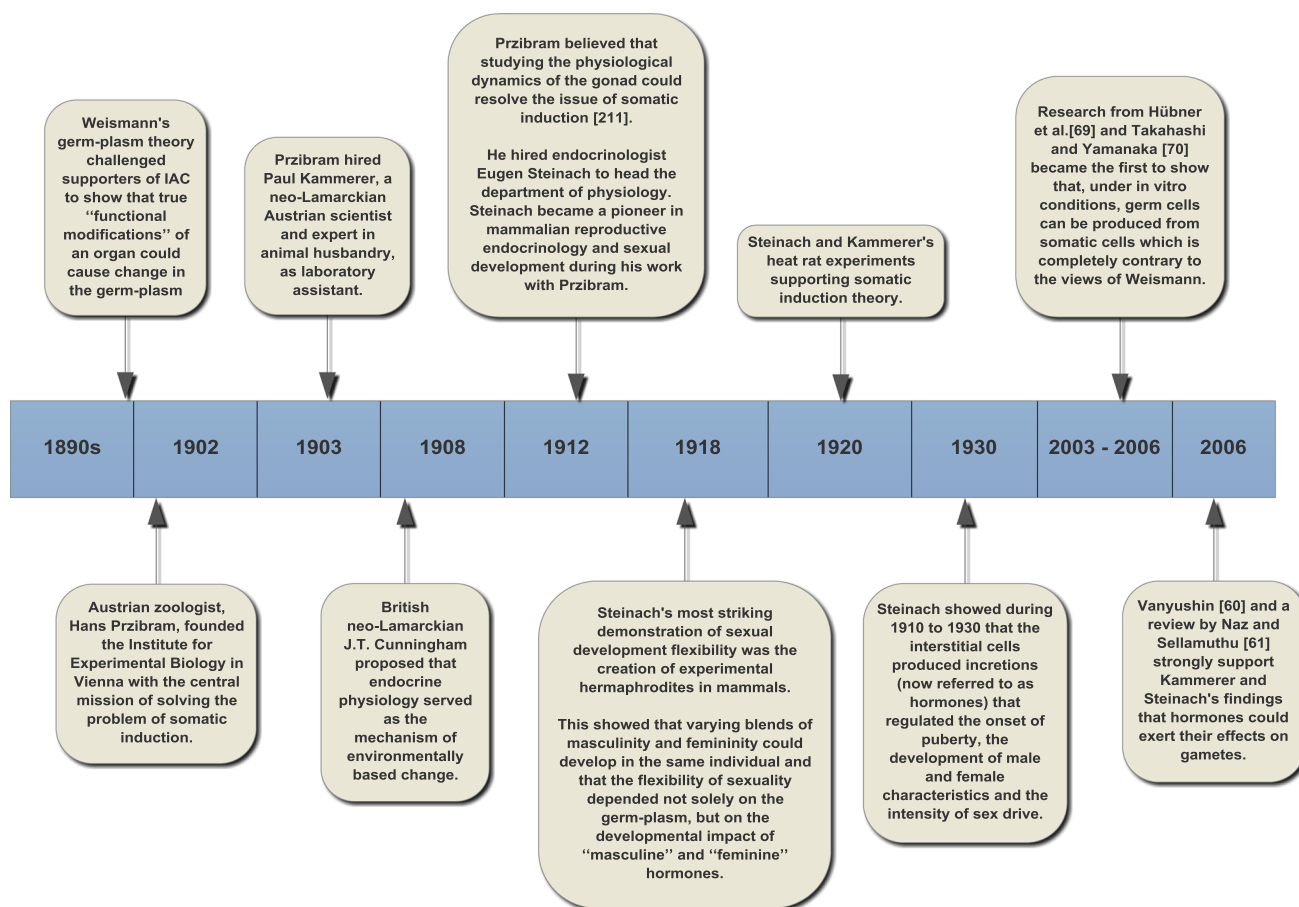 Weismann's
germ-plasm theory
challenged
supporters of IAC
to show that true
‘‘functional
modifications’’ of
an organ could
cause change in
the germ-plasm
Przibram hired
Paul Kammerer, a
neo-Lamarckian
Austrian scientist
and expert in
animal husbandry,
as laboratory
assistant.
Przibram believed that
studying the physiological
dynamics of the gonad could
resolve the issue of somatic
induction [211].
He hired endocrinologist
Eugen Steinach to head the
department of physiology.
Steinach became a pioneer in
mammalian reproductive
endocrinology and sexual
development during his work
with Przibram.
Steinach and Kammerer's
heat rat experiments
supporting somatic
induction theory.
Research from Hübner
et al.[69] and Takahashi
and Yamanaka [70]
became the first to show
that, under in vitro
conditions, germ cells
can be produced from
somatic cells which is
completely contrary to
the views of Weismann.
1890s
1902
1903
1908
1912
1918
1920
1930
2003 - 2006
2006
Austrian zoologist,
Hans Przibram, founded
the Institute for
Experimental Biology in
Vienna with the central
mission of solving the
problem of somatic
induction.
British
neo-Lamarckian
J.T. Cunningham
proposed that
endocrine
physiology served
as the
mechanism of
environmentally
based change.
Steinach's most striking
demonstration of sexual
development flexibility was the
creation of experimental
hermaphrodites in mammals.
This showed that varying blends of
masculinity and femininity could
develop in the same individual and
that the flexibility of sexuality
depended not solely on the
germ-plasm, but on the
developmental impact of
‘‘masculine’’ and ‘‘feminine’’
hormones.
Steinach showed during
1910 to 1930 that the
interstitial cells
produced incretions
(now referred to as
hormones) that
regulated the onset of
puberty, the
development of male
and female
characteristics and the
intensity of sex drive.
Vanyushin [60] and a
review by Naz and
Sellamuthu [61]
strongly support
Kammerer and
Steinach's findings
that hormones could
exert their effects on
gametes.